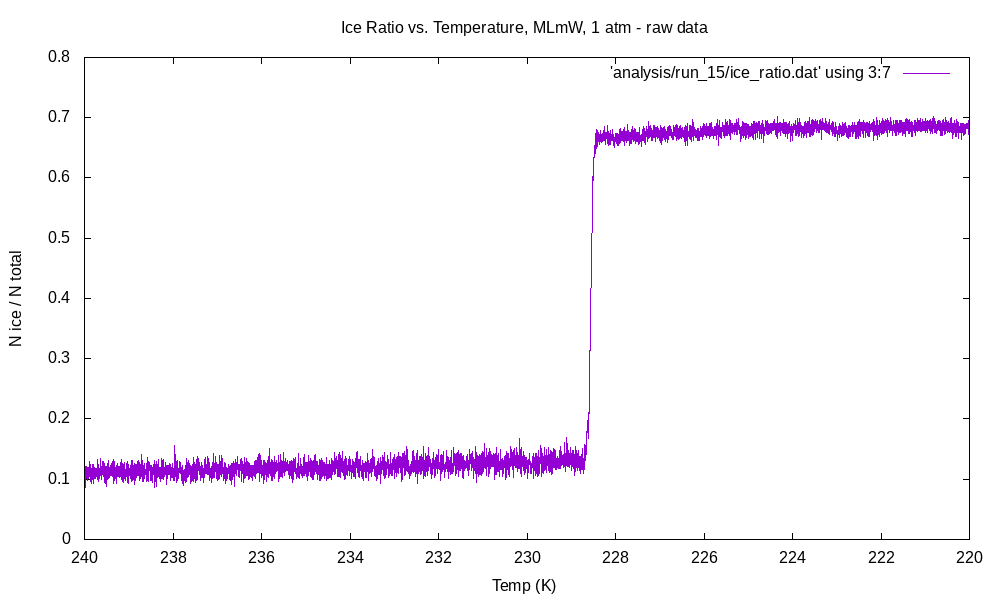 Ice Ratio vs. Temperature, MLmW, 1 atm - raw data
'analysis/run_15/ice_ratio.dat' using 3:7
0.8
0.7
0.6
0.5
0.4
0.3
0.2
0.1
0
N ice / N total
240 238 236 234 232 230 228 226 224 222 220
Temp (K)